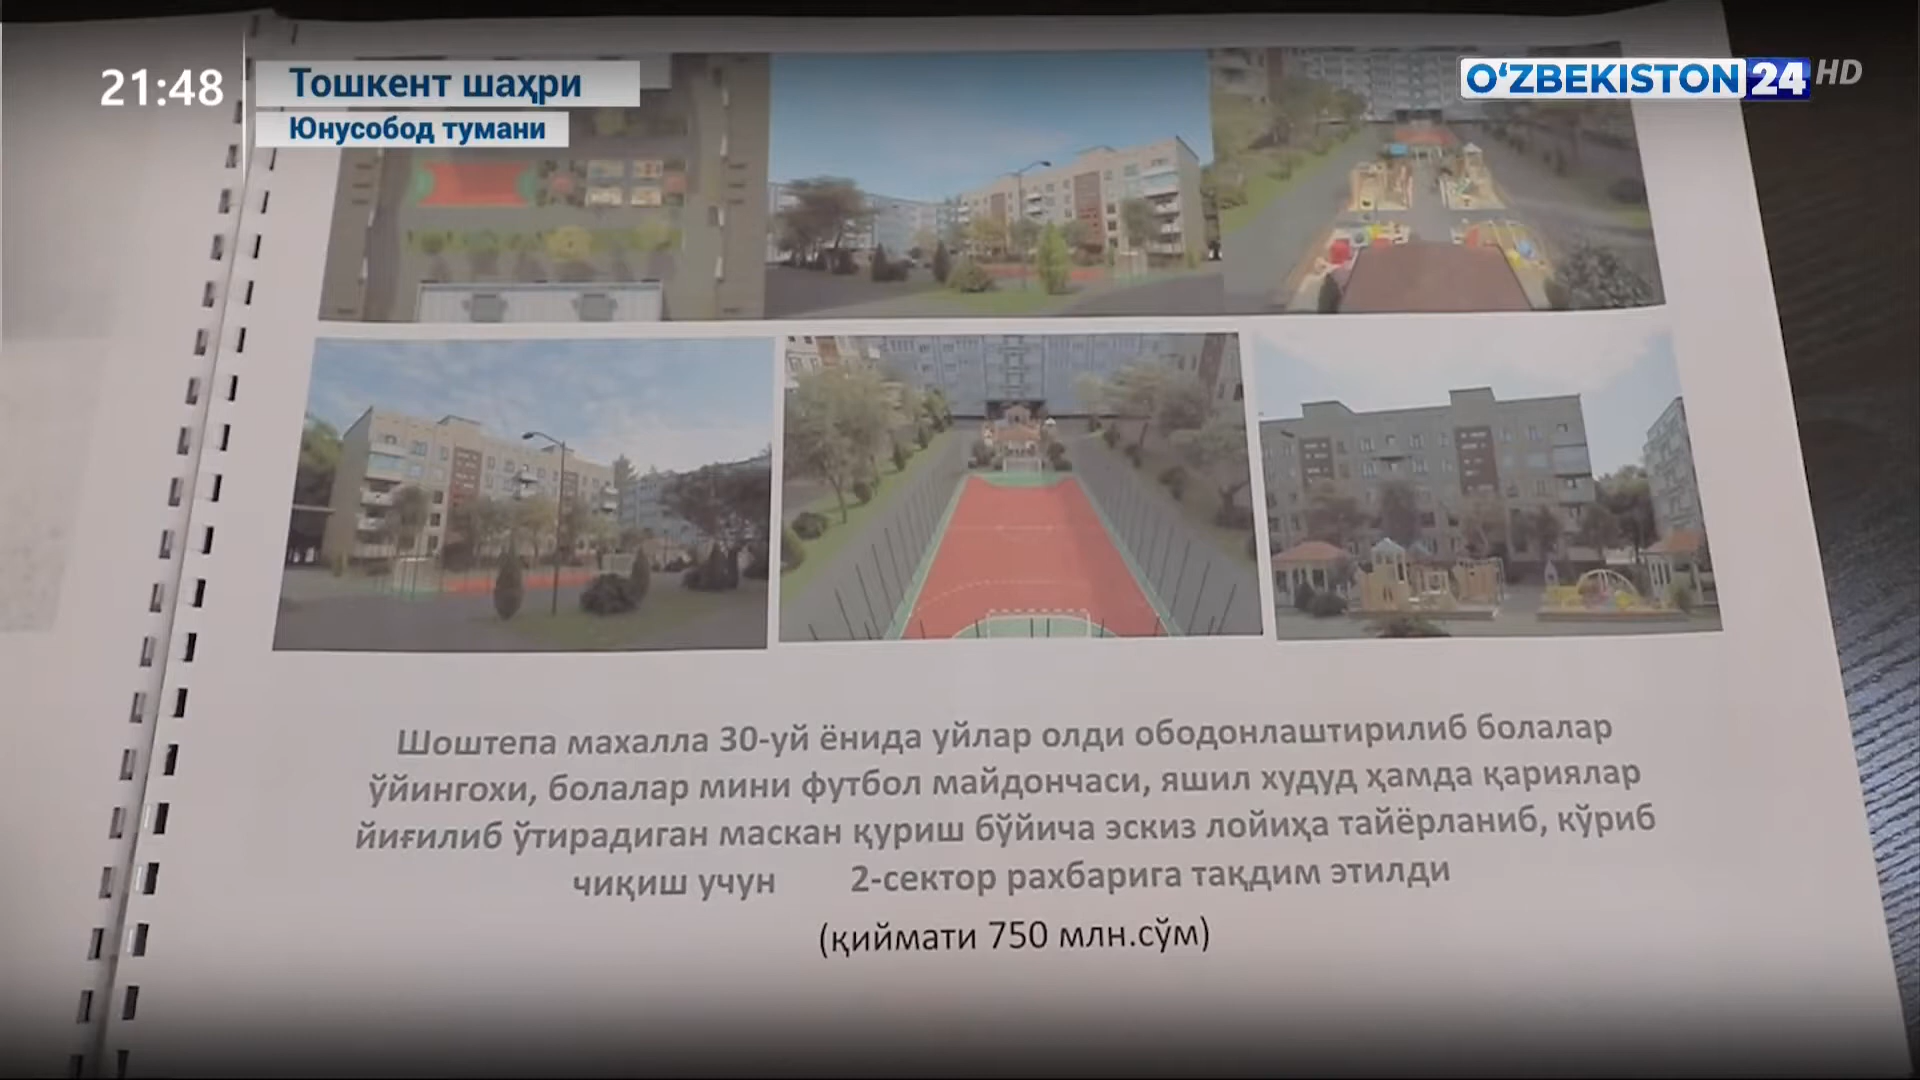 21:48
Тошкент шаҳри
Юнусобод тумани
O‘ZBEKISTON 24 HD
Шоштепа махалла 30-уй ёнида уйлар олди ободонлаштирилиб болалар
ўйингохи, болалар мини футбол майдончаси, яшил худуд ҳамда қариялар
йиғилиб ўтирадиган маскан қуриш бўйича эскиз лойиҳа тайёрланиб, кўриб
чиқиш учун 2-сектор рахбарига тақдим этилди
(қиймати 750 млн.сўм)